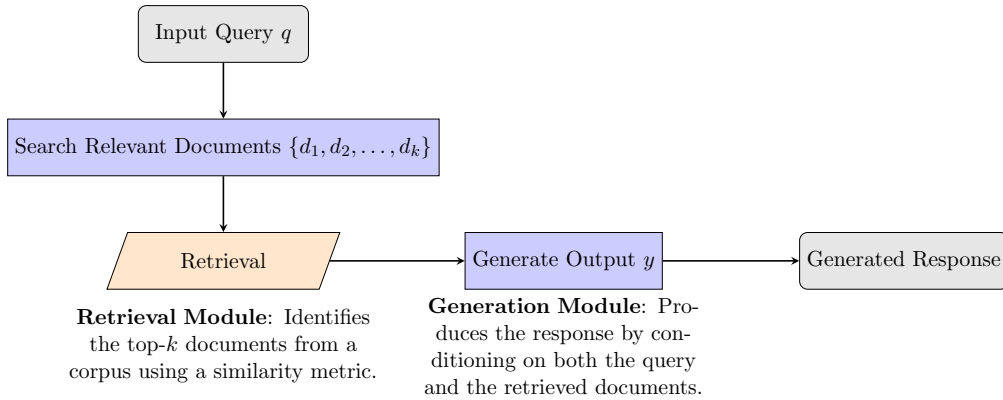 Input Query q
Search Relevant Documents {d₁, d₂, . . . , dₖ}
Retrieval
Generate Output y
Generated Response
Retrieval Module: Identifies
the top-k documents from a
corpus using a similarity metric.
Generation Module: Pro-
duces the response by con-
ditioning on both the query
and the retrieved documents.